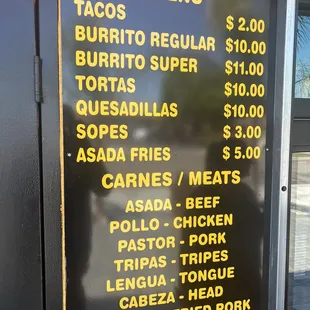 TACOS $ 2.00
BURRITO REGULAR $10.00
BURRITO SUPER $11.00
TORTAS $10.00
QUESADILLAS $10.00
SOPES $ 3.00
ASADA FRIES $ 5.00
CARNES / MEATS
ASADA - BEEF
POLLO - CHICKEN
PASTOR - PORK
TRIPAS - TRIPES
LENGUA - TONGUE
CABEZA - HEAD
PORK